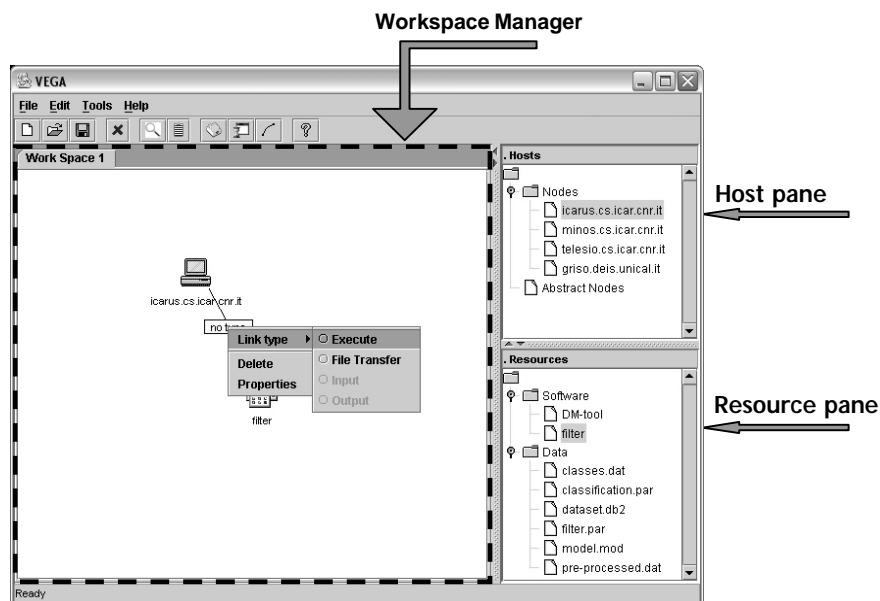 Workspace Manager
VEGA
File Edit Tools Help
Work Space 1
icarus.cs.icar.cnr.it
no type
Link type
Delete
Properties
Execute
File Transfer
Input
Output
filter
. Hosts
Nodes
icarus.cs.icar.cnr.it
minos.cs.icar.cnr.it
telesio.cs.icar.cnr.it
griso.deis.unical.it
Abstract Nodes
Host pane
. Resources
Software
DM-tool
filter
Data
classes.dat
classification.par
dataset.db2
filter.par
model.mod
pre-processed.dat
Resource pane
Ready